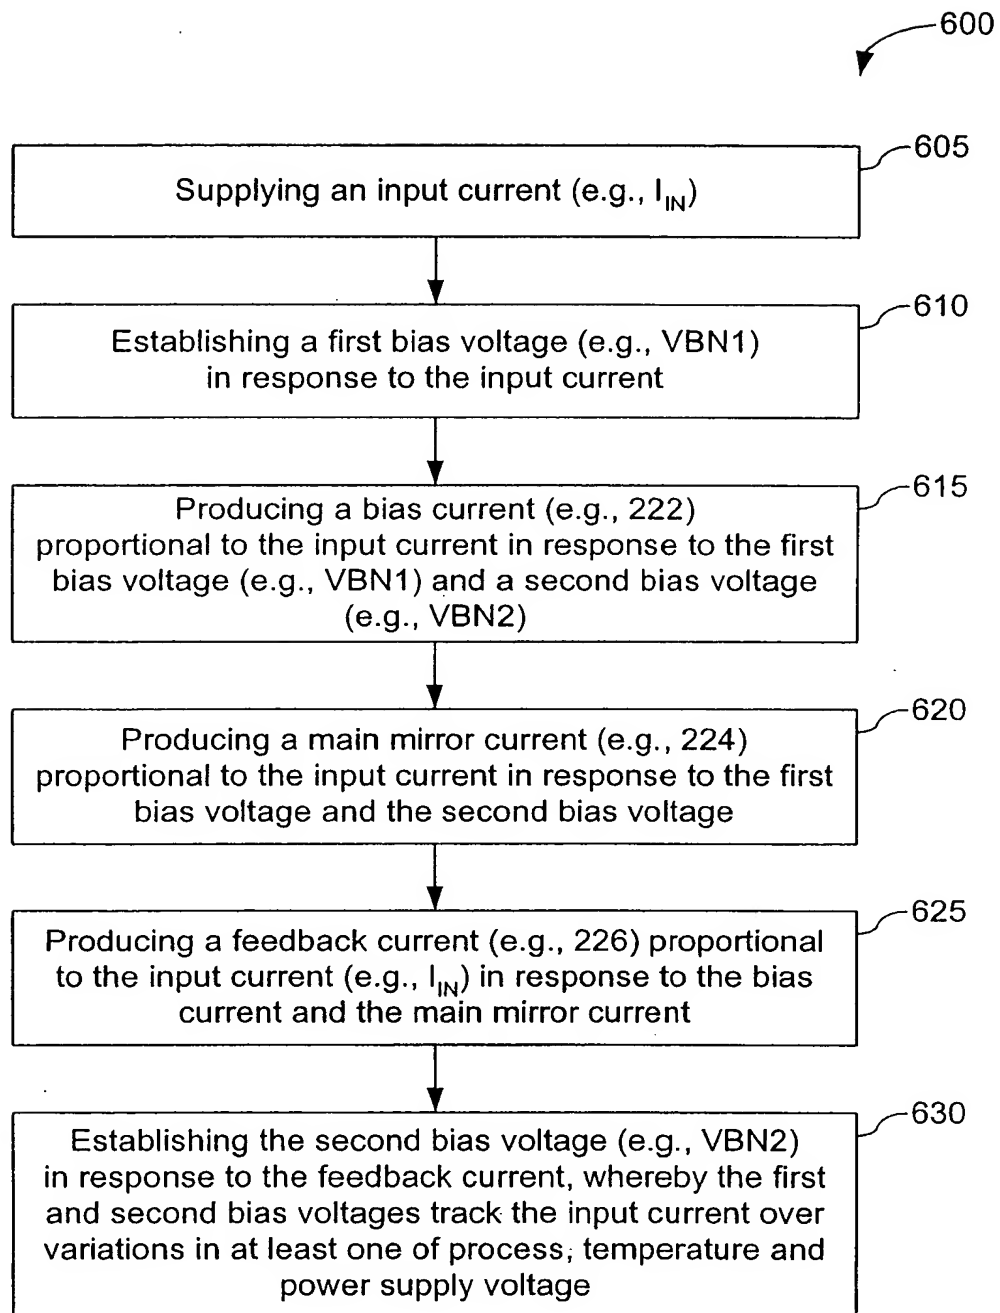 600
605
Supplying an input current (e.g., I_IN)
610
Establishing a first bias voltage (e.g., VBN1)
in response to the input current
615
Producing a bias current (e.g., 222)
proportional to the input current in response to the first
bias voltage (e.g., VBN1) and a second bias voltage
(e.g., VBN2)
620
Producing a main mirror current (e.g., 224)
proportional to the input current in response to the first
bias voltage and the second bias voltage
625
Producing a feedback current (e.g., 226) proportional
to the input current (e.g., I_IN) in response to the bias
current and the main mirror current
630
Establishing the second bias voltage (e.g., VBN2)
in response to the feedback current, whereby the first
and second bias voltages track the input current over
variations in at least one of process, temperature and
power supply voltage